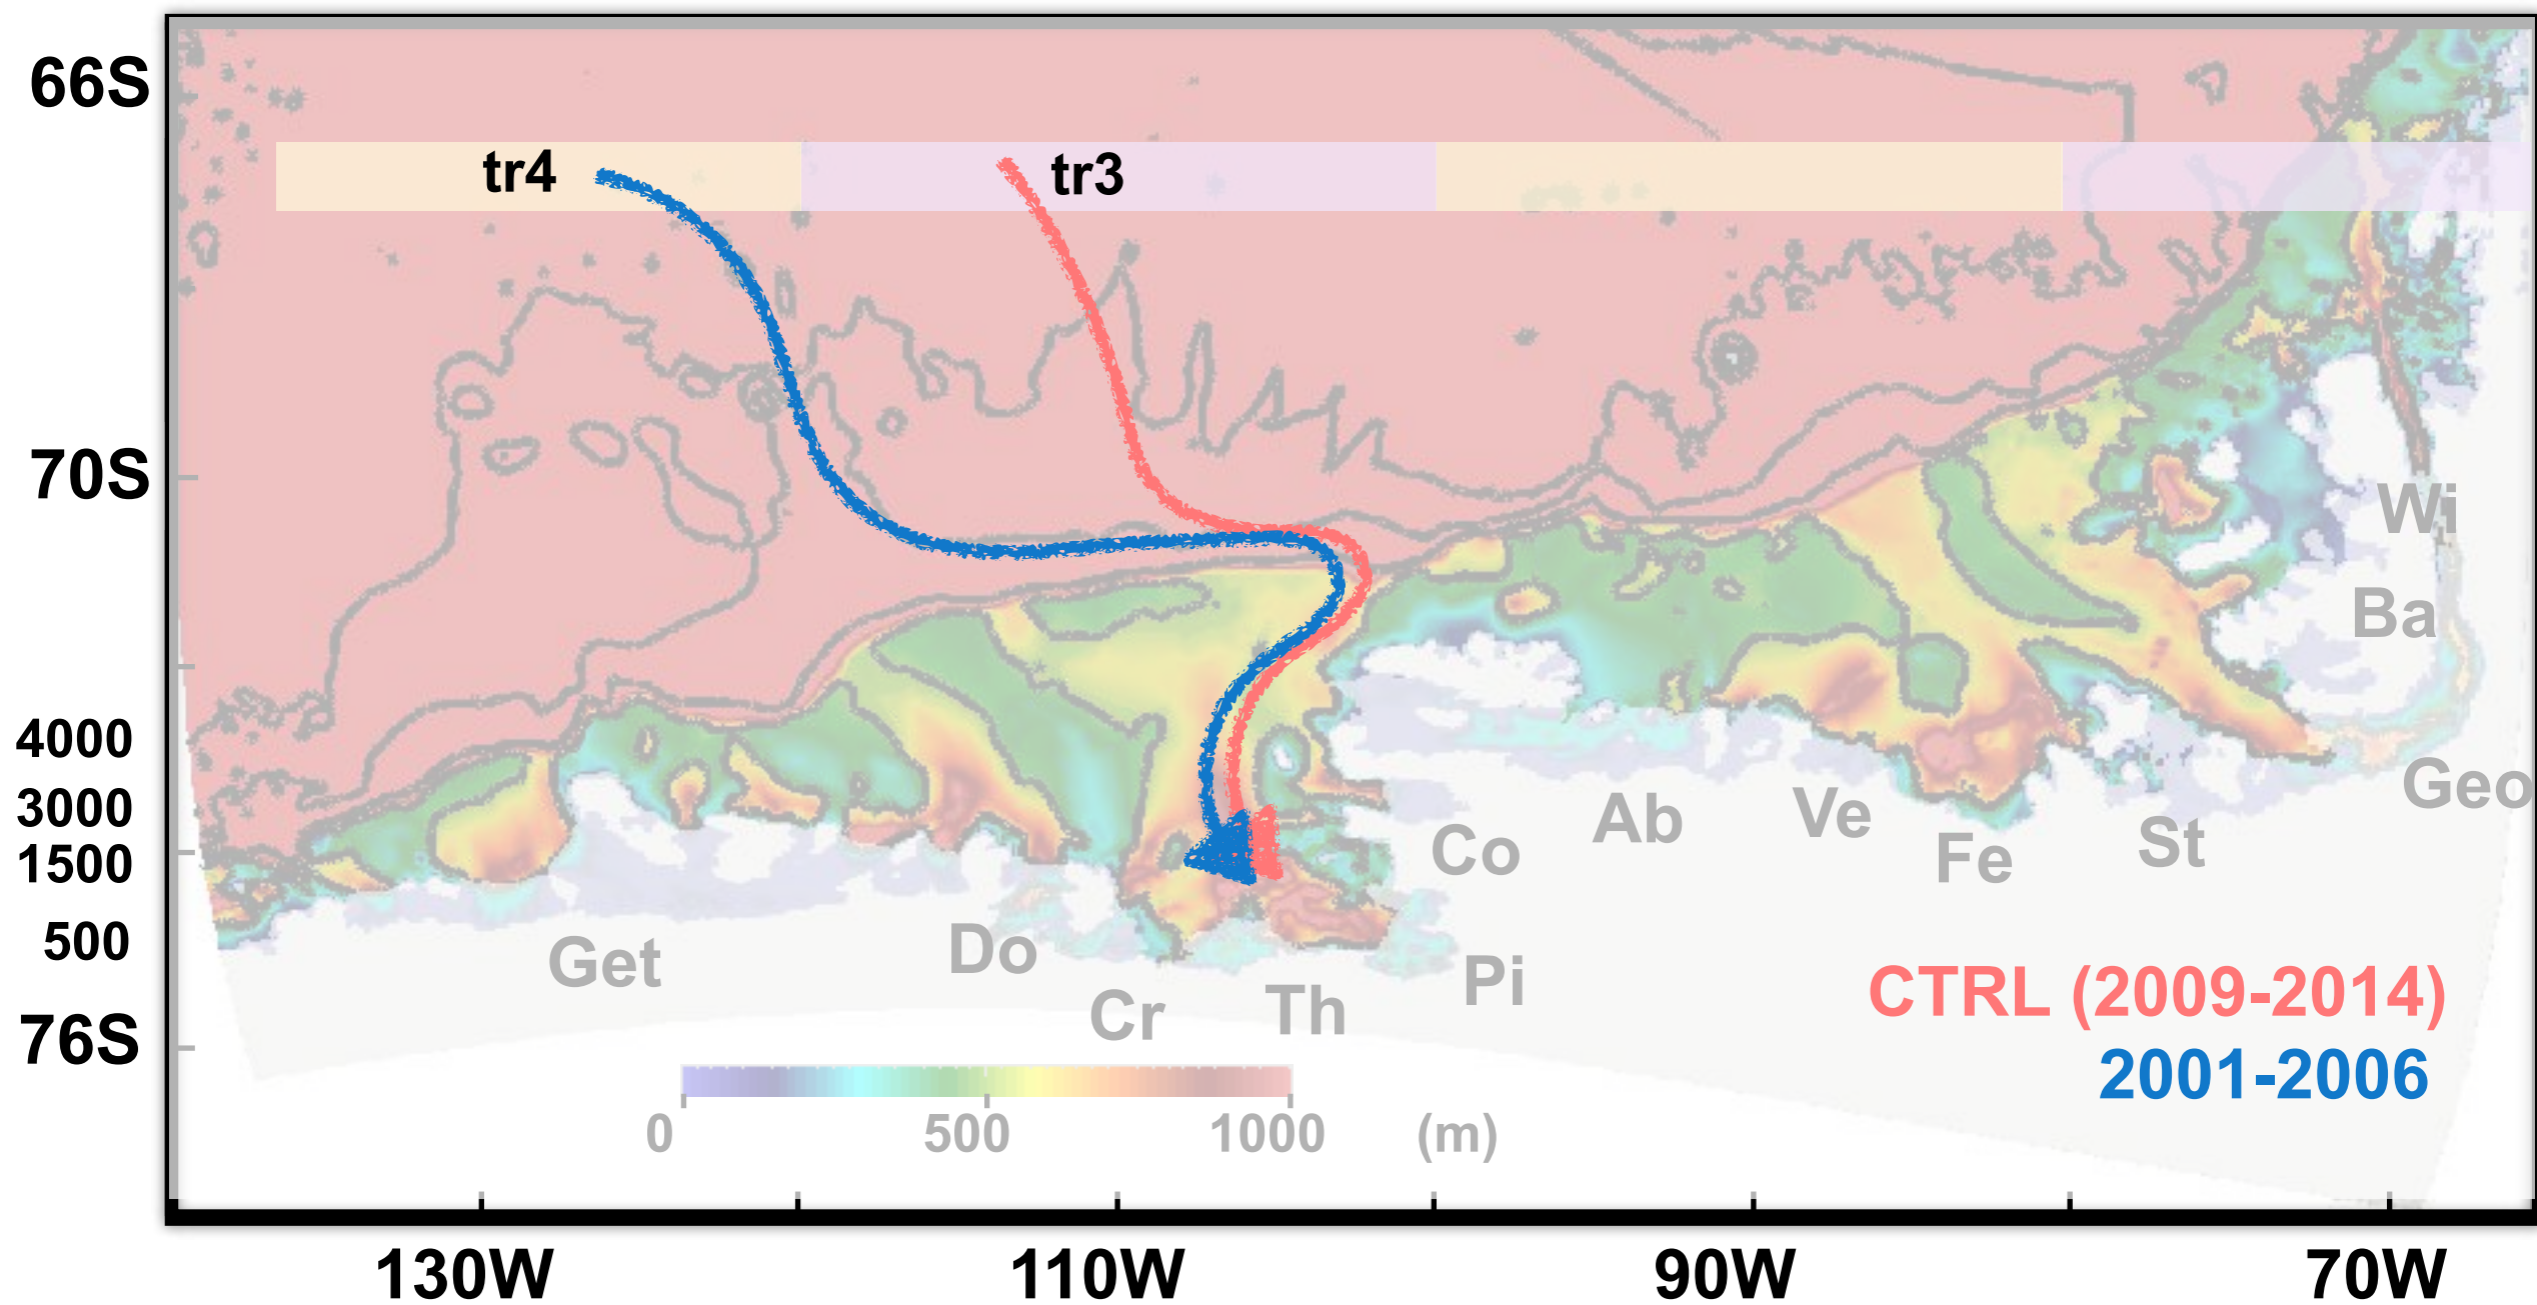 66S
tr4 tr3
70S
Wi
Ba
4000
Geo
3000
Ab Ve
1500
Co Fe St
500
Get Do
Pi
CTRL (2009-2014)
Cr Th
76S
2001-2006
0 500 1000 (m)
130W 110W 90W 70W